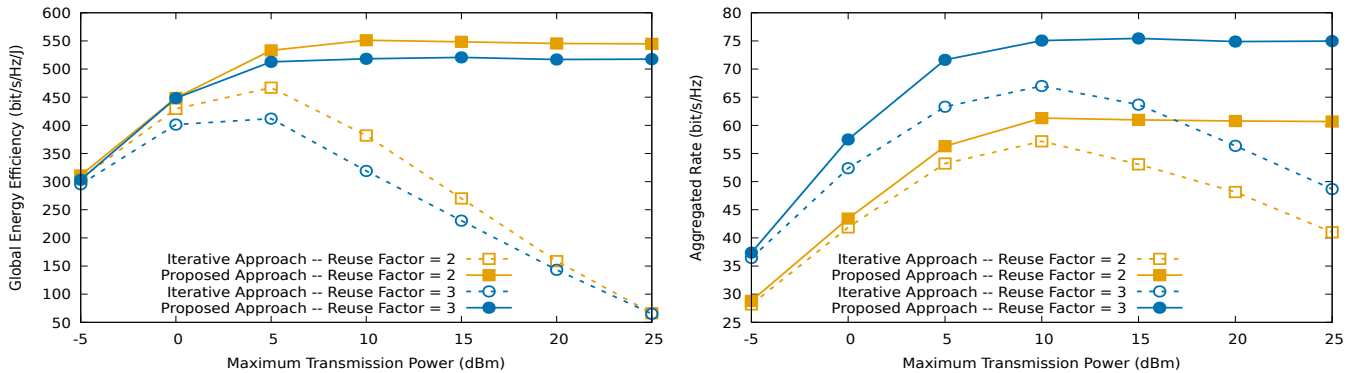 600
550
500
450
400
350
300
250
200
150
100
50
Global Energy Efficiency (bit/s/Hz/J)
Iterative Approach -- Reuse Factor = 2
Proposed Approach -- Reuse Factor = 2
Iterative Approach -- Reuse Factor = 3
Proposed Approach -- Reuse Factor = 3
-5 0 5 10 15 20 25
Maximum Transmission Power (dBm)
80
75
70
65
60
55
50
45
40
35
30
25
Aggregated Rate (bit/s/Hz)
Iterative Approach -- Reuse Factor = 2
Proposed Approach -- Reuse Factor = 2
Iterative Approach -- Reuse Factor = 3
Proposed Approach -- Reuse Factor = 3
-5 0 5 10 15 20 25
Maximum Transmission Power (dBm)